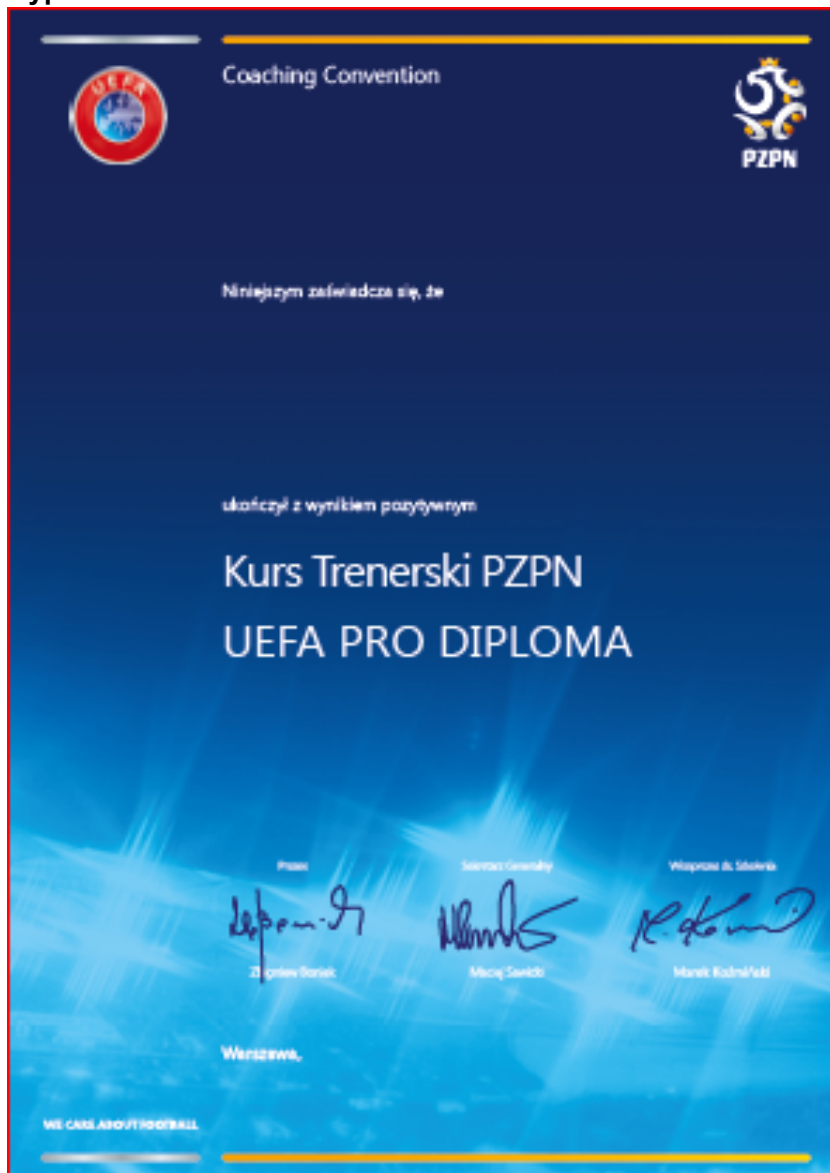 Coaching Convention
UEFA
PZPN
Niniejszym zaświadcza się, że
ukończył z wynikiem pozytywnym
Kurs Trenerski PZPN
UEFA PRO DIPLOMA
Prezes
Sekretarz Generalny
Wiceprezes ds. Szkolenia
Zbigniew Boniek
Maciej Sawicki
Marek Koźmiński
Warszawa,
WE CARE ABOUT FOOTBALL